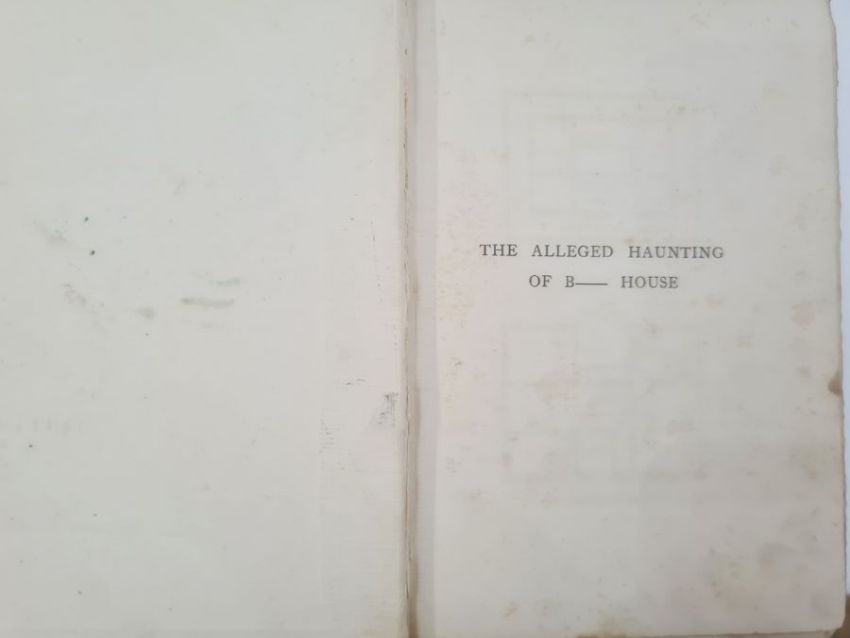 THE ALLEGED HAUNTING
OF B—— HOUSE